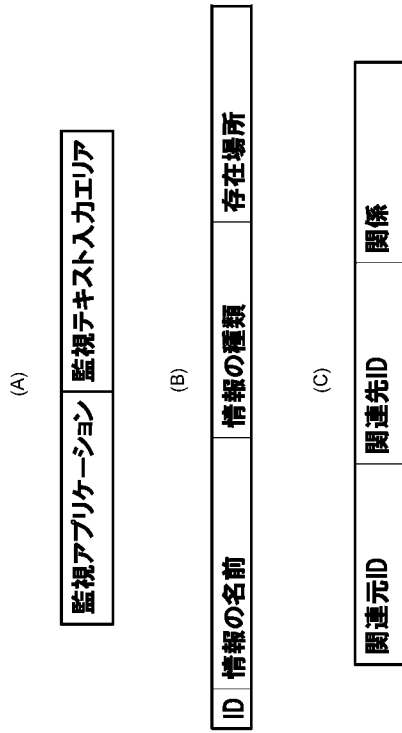 (A)
監視アプリケーション 監視テキスト入力エリア
(B)
ID 情報の名前 情報の種類 存在場所
(C)
関連元ID 関連先ID 関係